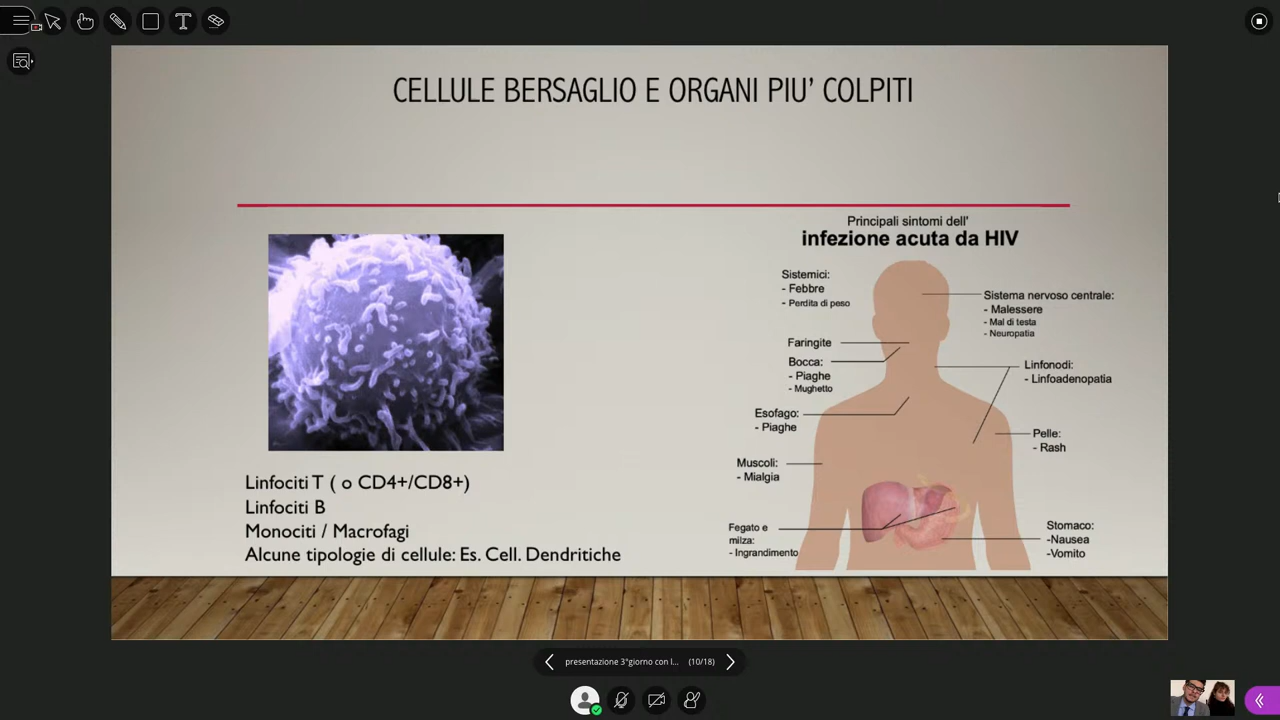 CELLULE BERSAGLIO E ORGANI PIU' COLPITI
Principali sintomi dell'
infezione acuta da HIV
Sistemici:
- Febbre
- Perdita di peso
Faringite
Bocca:
- Piaghe
- Mughetto
Esofago:
- Piaghe
Muscoli:
- Mialgia
Fegato e
milza:
- Ingrandimento
Sistema nervoso centrale:
- Malessere
- Mal di testa
- Neuropatia
Linfonodi:
- Linfoadenopatia
Pelle:
- Rash
Stomaco:
-Nausea
-Vomito
Linfociti T ( o CD4+/CD8+)
Linfociti B
Monociti / Macrofagi
Alcune tipologie di cellule: Es. Cell. Dendritiche
presentazione 3°giorno con l... (10/18)